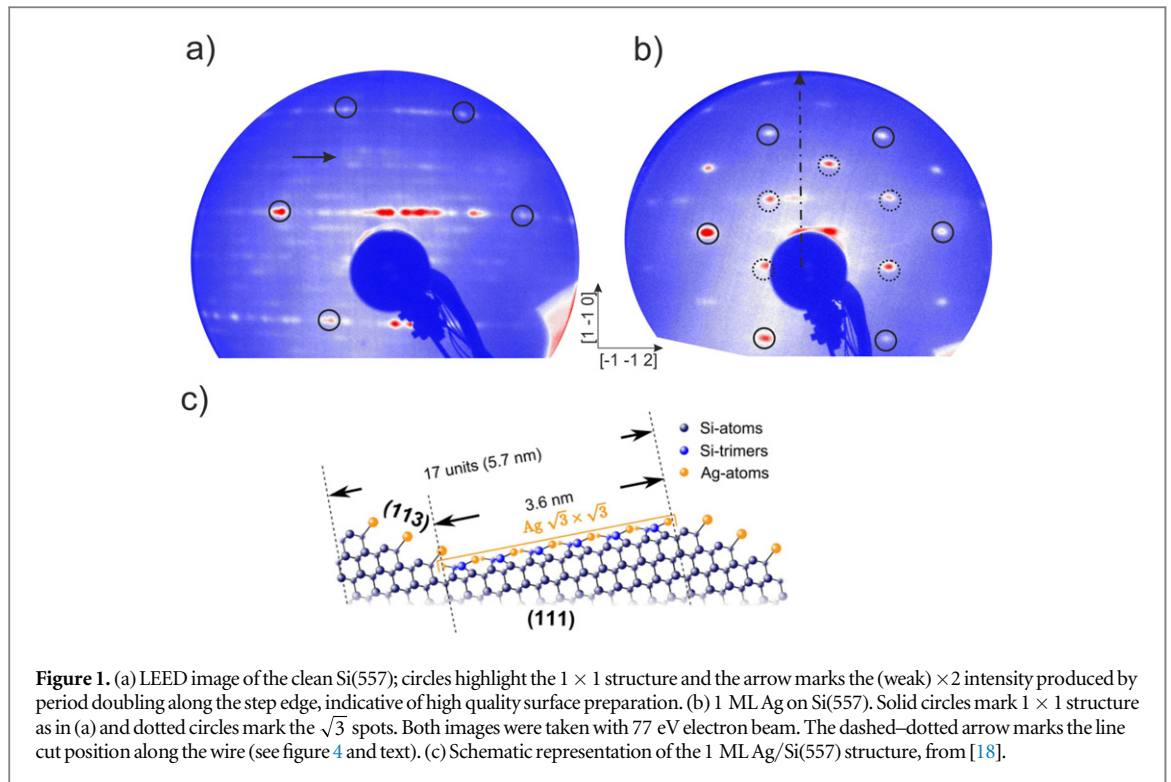 a)
b)
[1 -1 0]
[-1 -1 2]
c)
Si-atoms
Si-trimers
Ag-atoms
17 units (5.7 nm)
(113)
3.6 nm
Ag √3 × √3
(111)
Figure 1. (a) LEED image of the clean Si(557); circles highlight the 1 × 1 structure and the arrow marks the (weak) ×2 intensity produced by
period doubling along the step edge, indicative of high quality surface preparation. (b) 1 ML Ag on Si(557). Solid circles mark 1 × 1 structure
as in (a) and dotted circles mark the √3 spots. Both images were taken with 77 eV electron beam. The dashed–dotted arrow marks the line
cut position along the wire (see figure 4 and text). (c) Schematic representation of the 1 ML Ag/Si(557) structure, from [18].